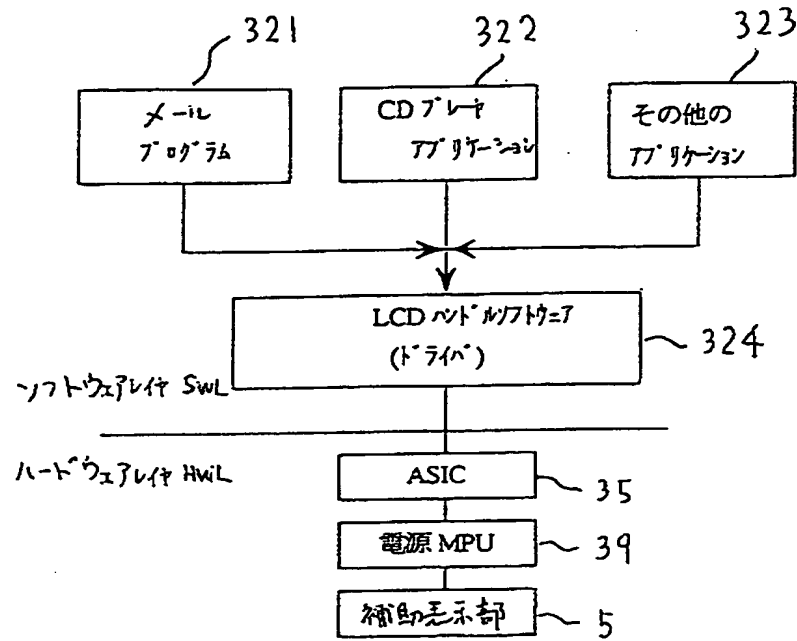 321
322
323
メール
プログラム
CDプレーヤ
アプリケーション
その他の
アプリケーション
LCDハンドルソフトウェア
(ドライバ)
324
ソフトウェアレイヤ SWL
ハードウェアレイヤ HWL
ASIC
35
電源MPU
39
補助表示部
5